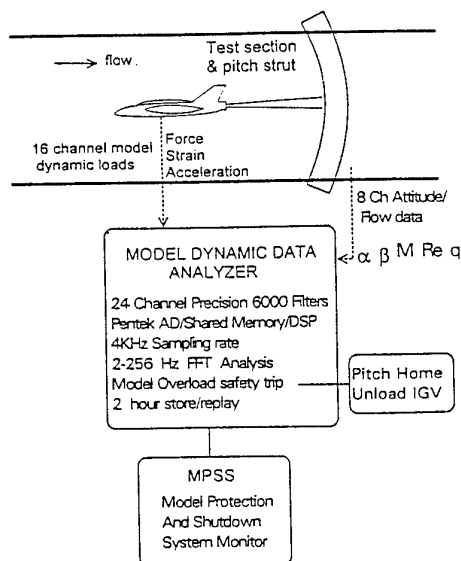 Test section
& pitch strut
flow.
16 channel model
dynamic loads
Force
Strain
Acceleration
8 Ch Attitude/
Flow data
α β M Re q
MODEL DYNAMIC DATA
ANALYZER
24 Channel Precision 6000 Filters
Pentek AD/Shared Memory/DSP
4KHz Sampling rate
2-256 Hz FFT Analysis
Model Overload safety trip
2 hour store/replay
Pitch Home
Unload IGV
MPSS
Model Protection
And Shutdown
System Monitor